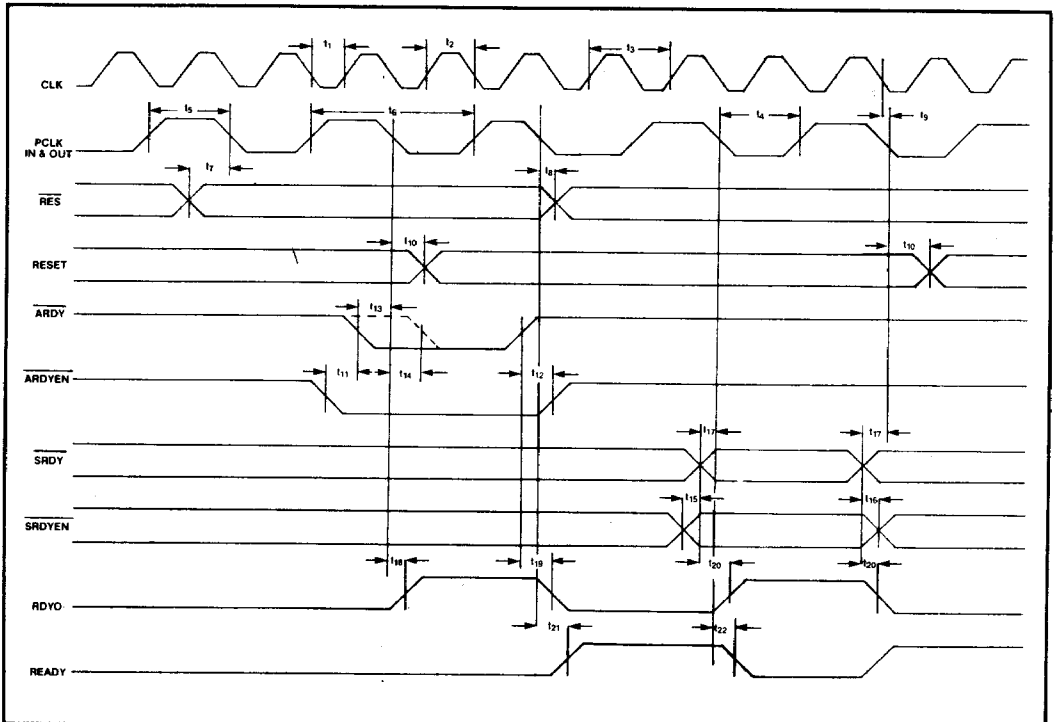 t1 t2 t3
CLK
t5 t6 t4 t9
PCLK
IN & OUT
t7 t8
RES
t10 t10
RESET
t13
ARDY
t11 t14 t12
ARDYEN
t17 t17
SRDY
t15 t16
SRDYEN
t18 t19 t20 t20
RDYO
t21 t22
READY